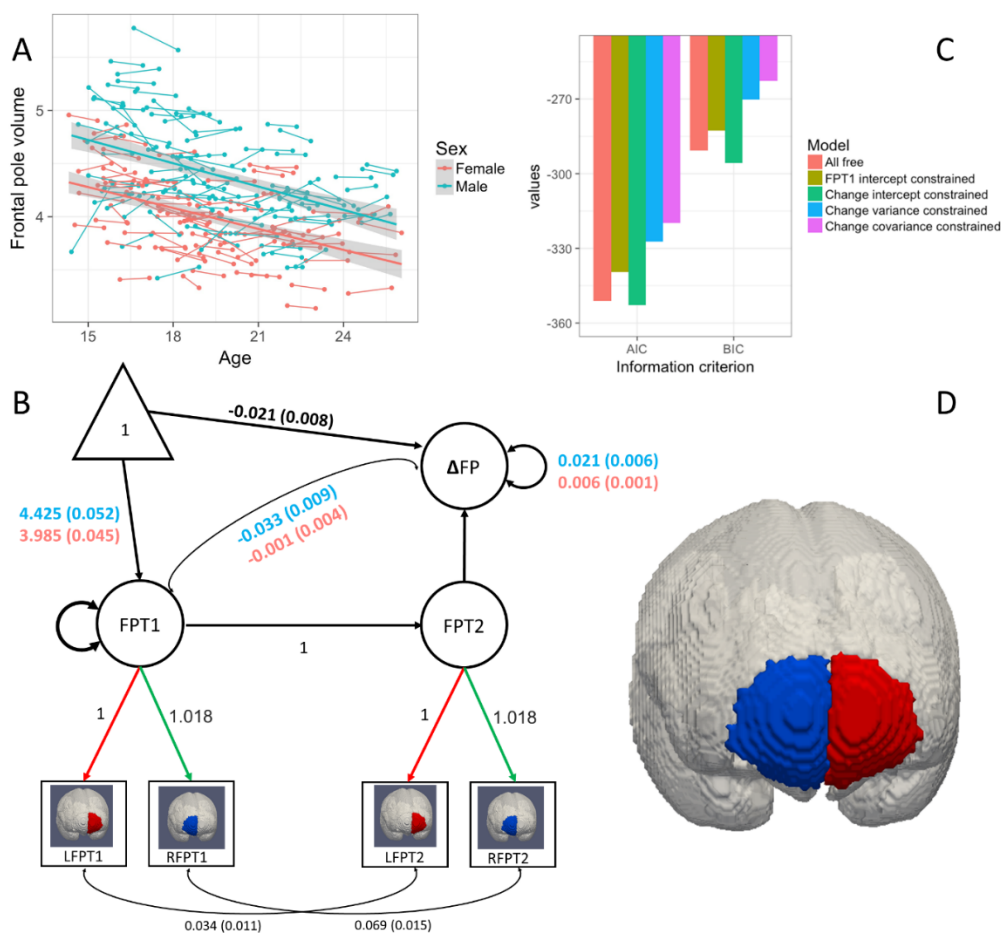 A
Frontal pole volume
5
4
15
18
21
24
Age
Sex
Female
Male
C
values
-270
-300
-330
-360
AIC
BIC
Information criterion
Model
All free
FPT1 intercept constrained
Change intercept constrained
Change variance constrained
Change covariance constrained
B
1
-0.021 (0.008)
ΔFP
0.021 (0.006)
0.006 (0.001)
4.425 (0.052)
3.985 (0.045)
-0.033 (0.009)
-0.001 (0.004)
FPT1
1
FPT2
1
1.018
1
1.018
LFPT1
RFPT1
LFPT2
RFPT2
0.034 (0.011)
0.069 (0.015)
D